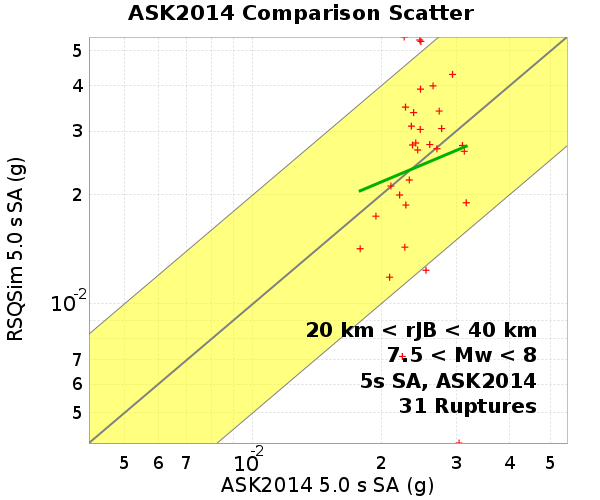 ASK2014 Comparison Scatter
RSQSim 5.0 s SA (g)
5
4
3
2
10-2
7
6
5
20 km < rJB < 40 km
7.5 < Mw < 8
5s SA, ASK2014
31 Ruptures
5 6 7 10-2 2 3 4 5
ASK2014 5.0 s SA (g)